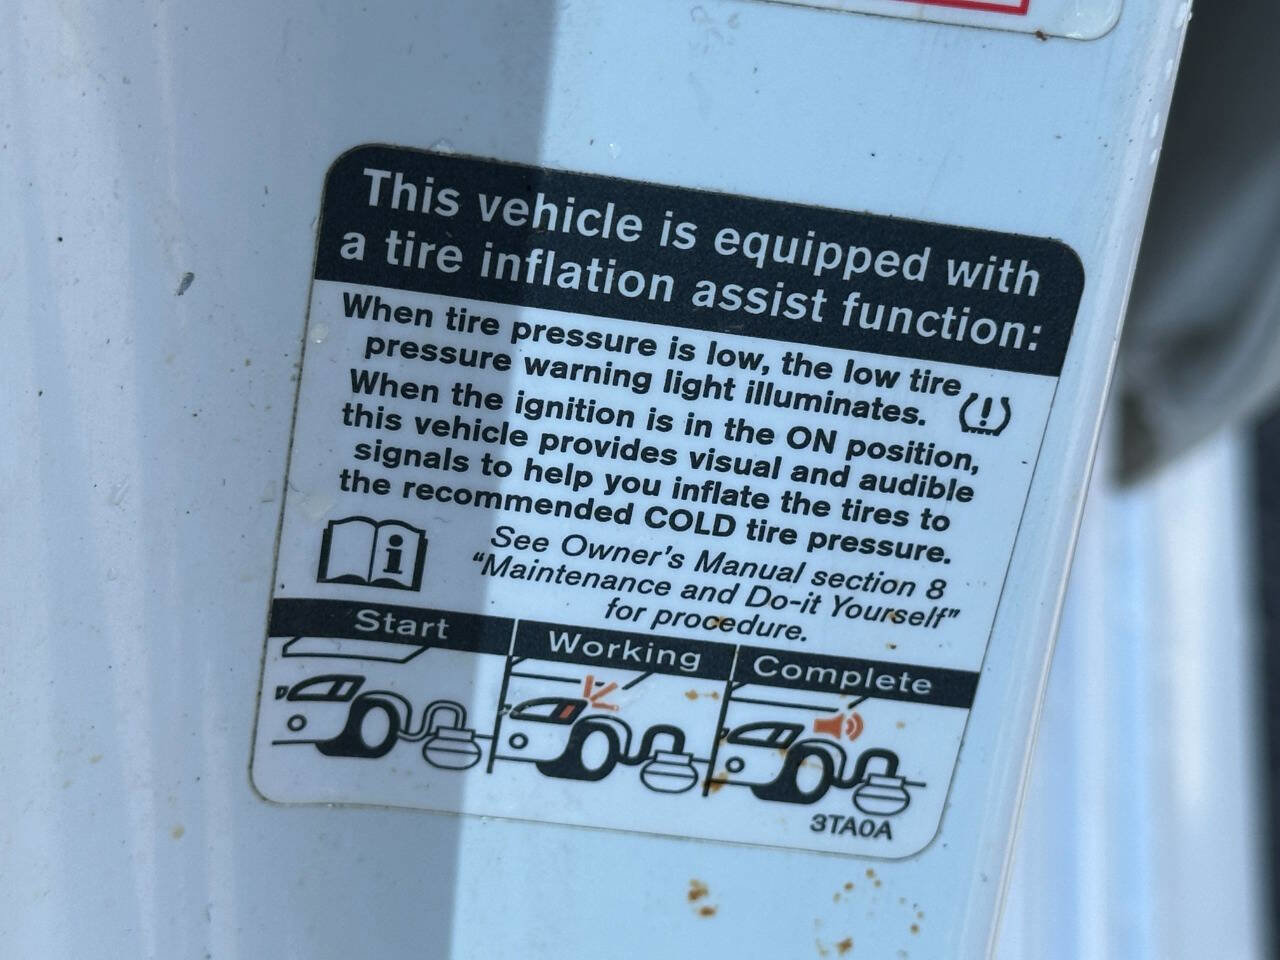 This vehicle is equipped with
a tire inflation assist function:
When tire pressure is low, the low tire
pressure warning light illuminates.
When the ignition is in the ON position,
this vehicle provides visual and audible
signals to help you inflate the tires to
the recommended COLD tire pressure.
See Owner's Manual section 8
"Maintenance and Do-it Yourself"
for procedure.
Start
Working
Complete
3TA0A